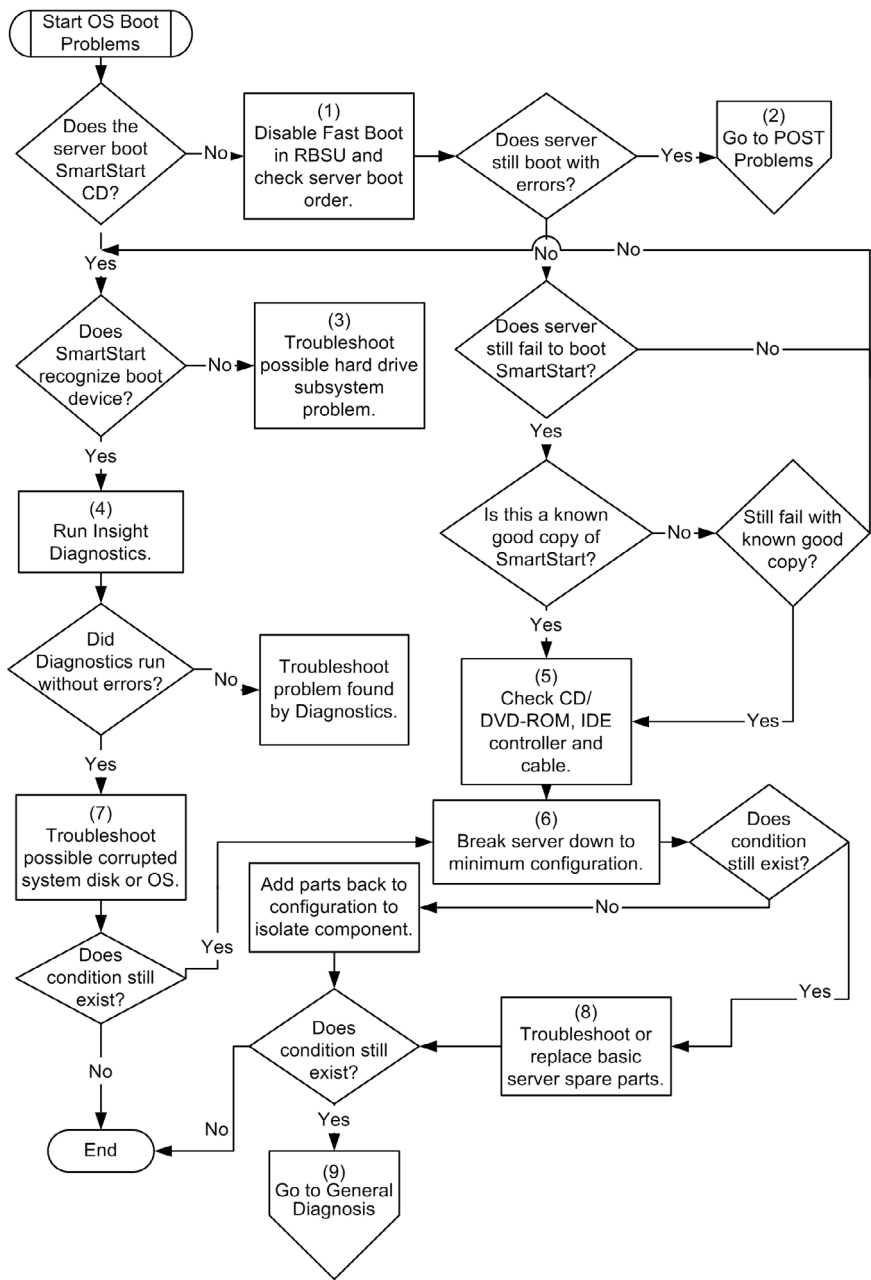 Start OS Boot
Problems
Does the
server boot
SmartStart
CD?
No
(1)
Disable Fast Boot
in RBSU and
check server boot
order.
Does server
still boot with
errors?
Yes
(2)
Go to POST
Problems
Yes
No
No
Does
SmartStart
recognize boot
device?
No
(3)
Troubleshoot
possible hard drive
subsystem
problem.
Does server
still fail to boot
SmartStart?
No
Yes
Yes
(4)
Run Insight
Diagnostics.
Is this a known
good copy of
SmartStart?
No
Still fail with
known good
copy?
Did
Diagnostics run
without errors?
No
Troubleshoot
problem found
by Diagnostics.
Yes
(5)
Check CD/
DVD-ROM, IDE
controller and
cable.
Yes
Yes
(7)
Troubleshoot
possible corrupted
system disk or OS.
(6)
Break server down to
minimum configuration.
Does
condition
still exist?
Add parts back to
configuration to
isolate component.
No
Yes
Does
condition still
exist?
Yes
(8)
Troubleshoot or
replace basic
server spare parts.
Does
condition still
exist?
No
No
End
Yes
(9)
Go to General
Diagnosis